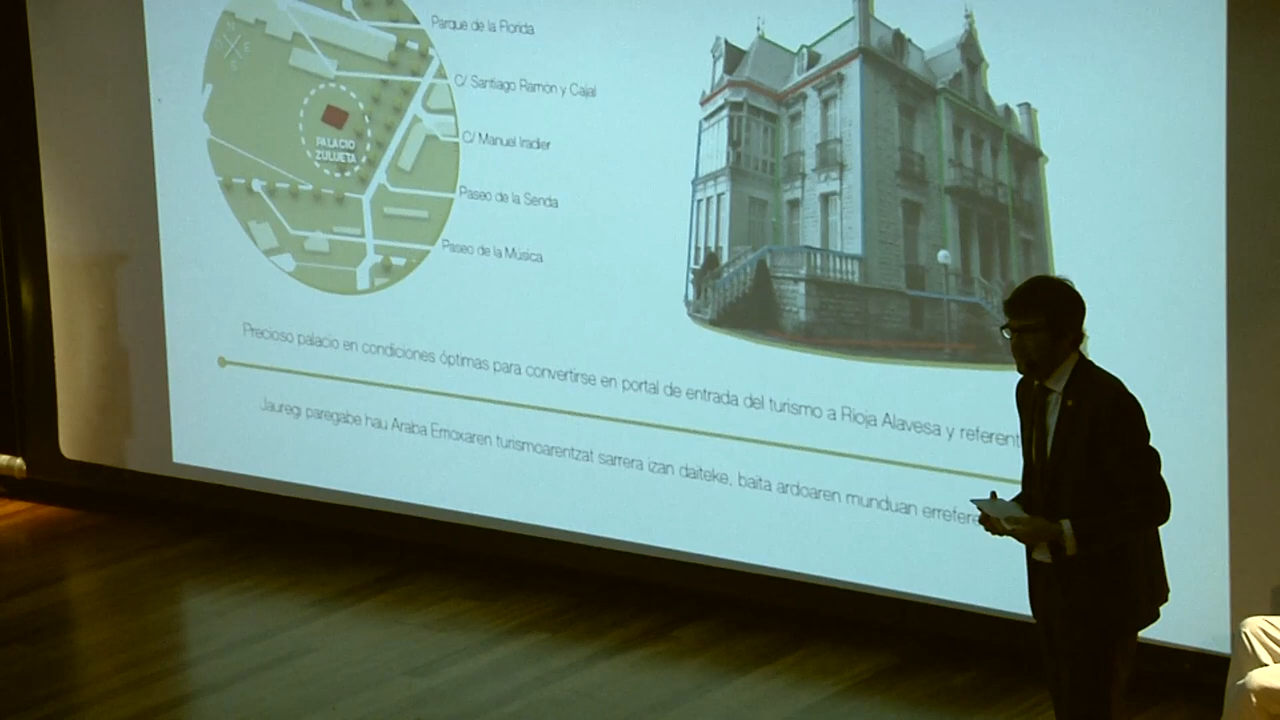 Parque de la Florida
C/ Santiago Ramón y Cajal
PALACIO
ZULUETA
C/ Manuel Iradier
Paseo de la Senda
Paseo de la Música
Precioso palacio en condiciones óptimas para convertirse en portal de entrada del turismo a Rioja Alavesa y referent
Jauregi paregabe hau Araba Errioxaren turismoarentzat sarrera izan daiteke, baita ardoaren munduan errefere